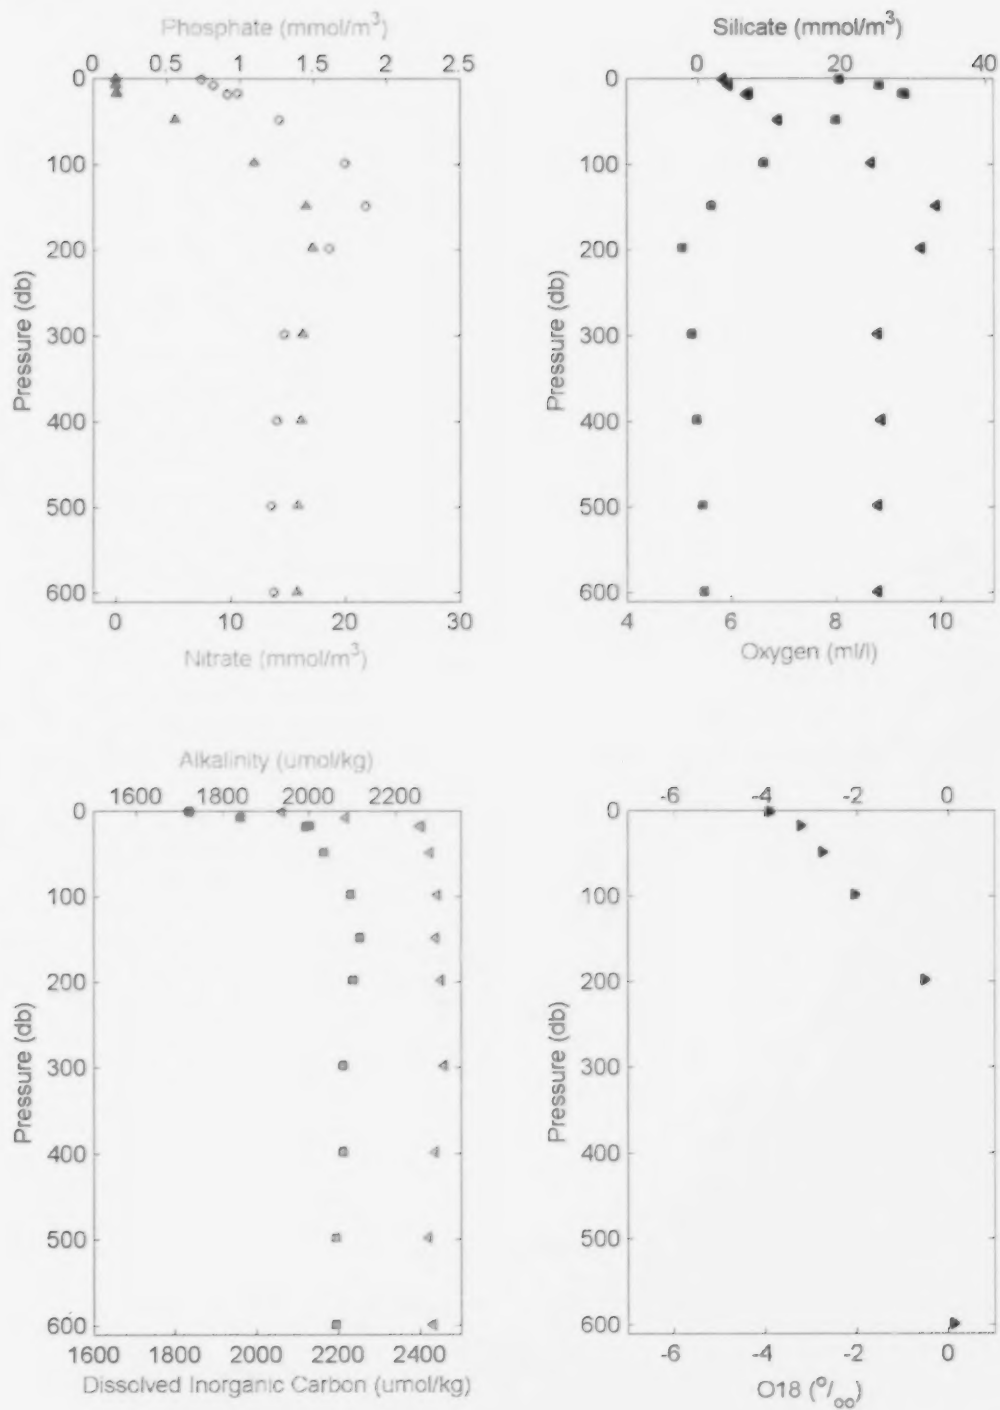 Phosphate (mmol/m³)
0 0.5 1 1.5 2 2.5
0
100
200
300
400
500
600
Pressure (db)
0 10 20 30
Nitrate (mmol/m³)
Silicate (mmol/m³)
0 20 40
0
100
200
300
400
500
600
Pressure (db)
4 6 8 10
Oxygen (ml/l)
Alkalinity (umol/kg)
1600 1800 2000 2200
0
100
200
300
400
500
600
Pressure (db)
1600 1800 2000 2200 2400
Dissolved Inorganic Carbon (umol/kg)
-6 -4 -2 0
0
100
200
300
400
500
600
Pressure (db)
-6 -4 -2 0
O18 (⁰/₀₀)